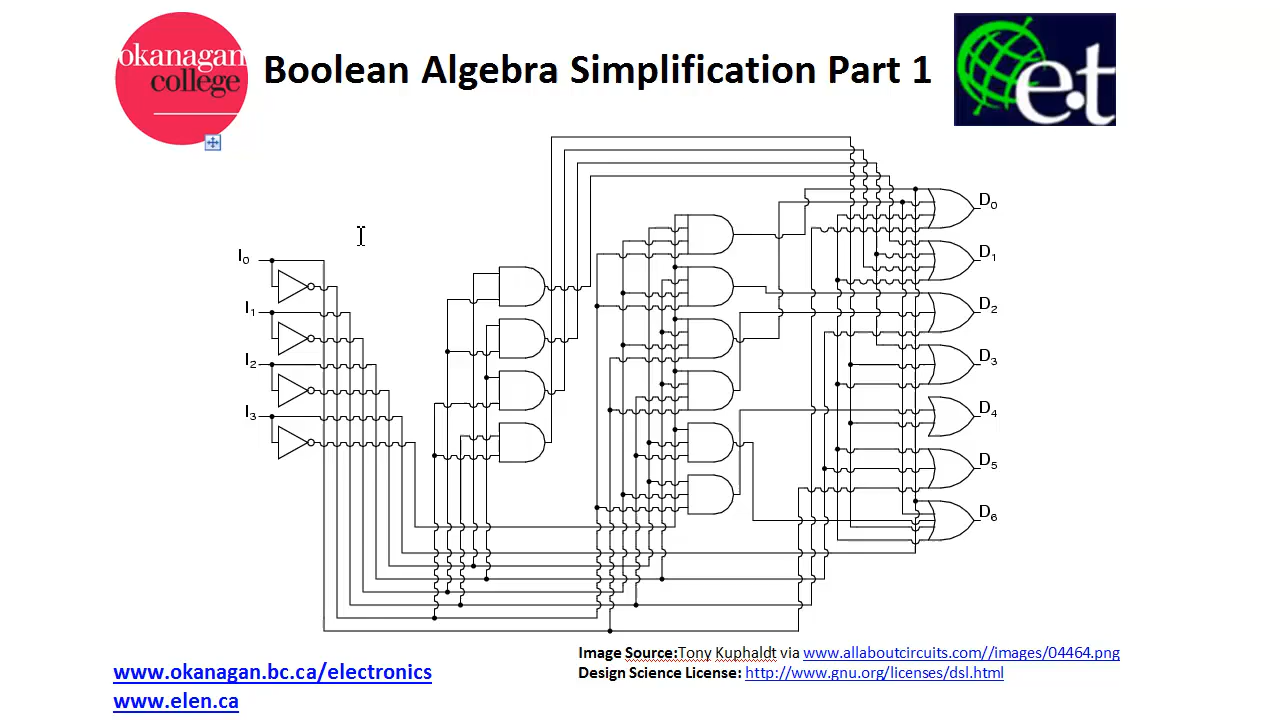 okanagan
college
Boolean Algebra Simplification Part 1
e·t
I₀
I₁
I₂
I₃
D₀
D₁
D₂
D₃
D₄
D₅
D₆
Image Source:Tony Kuphaldt via www.allaboutcircuits.com//images/04464.png
Design Science License: http://www.gnu.org/licenses/dsl.html
www.okanagan.bc.ca/electronics
www.elen.ca